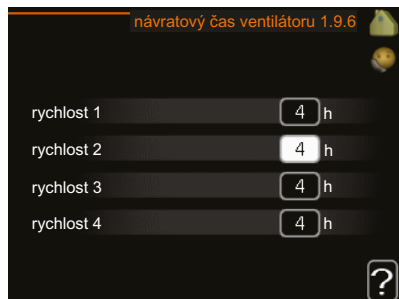 návratový čas ventilátoru 1.9.6
rychlost 1 4 h
rychlost 2 4 h
rychlost 3 4 h
rychlost 4 4 h
?